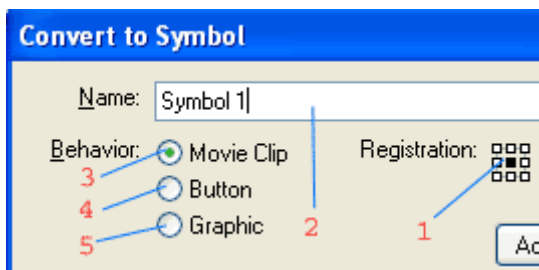 Convert to Symbol
Name: Symbol 1
Behavior: Movie Clip Registration:
3
Button
4
Graphic 2 1
5